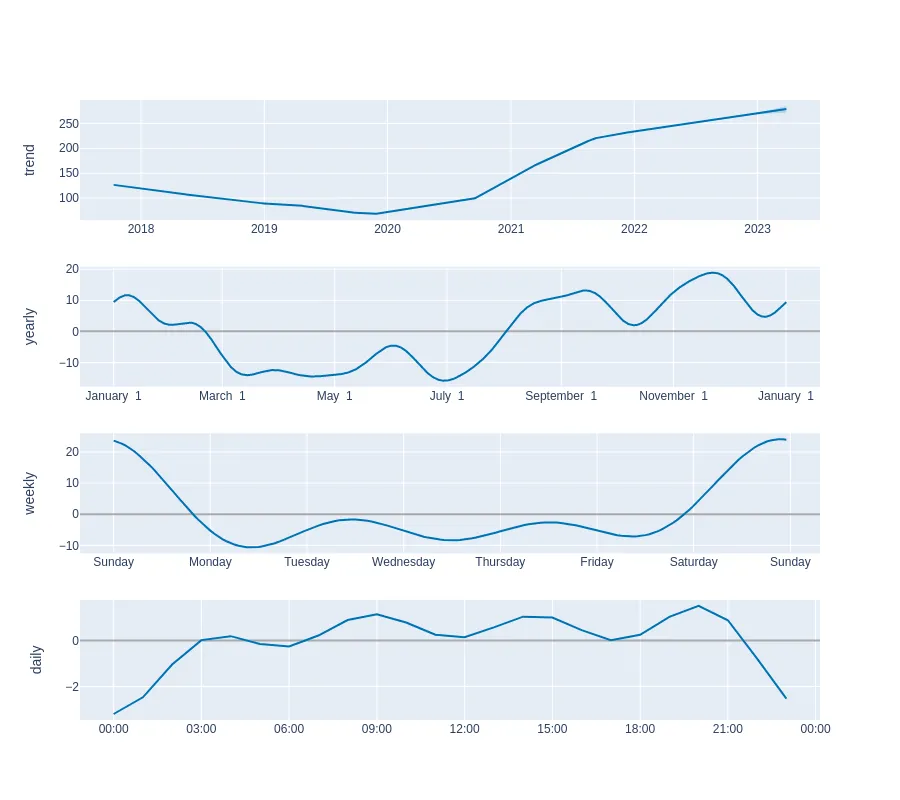 trend
250
200
150
100
2018 2019 2020 2021 2022 2023
yearly
20
10
0
−10
January 1 March 1 May 1 July 1 September 1 November 1 January 1
weekly
20
10
0
−10
Sunday Monday Tuesday Wednesday Thursday Friday Saturday Sunday
daily
0
−2
00:00 03:00 06:00 09:00 12:00 15:00 18:00 21:00 00:00